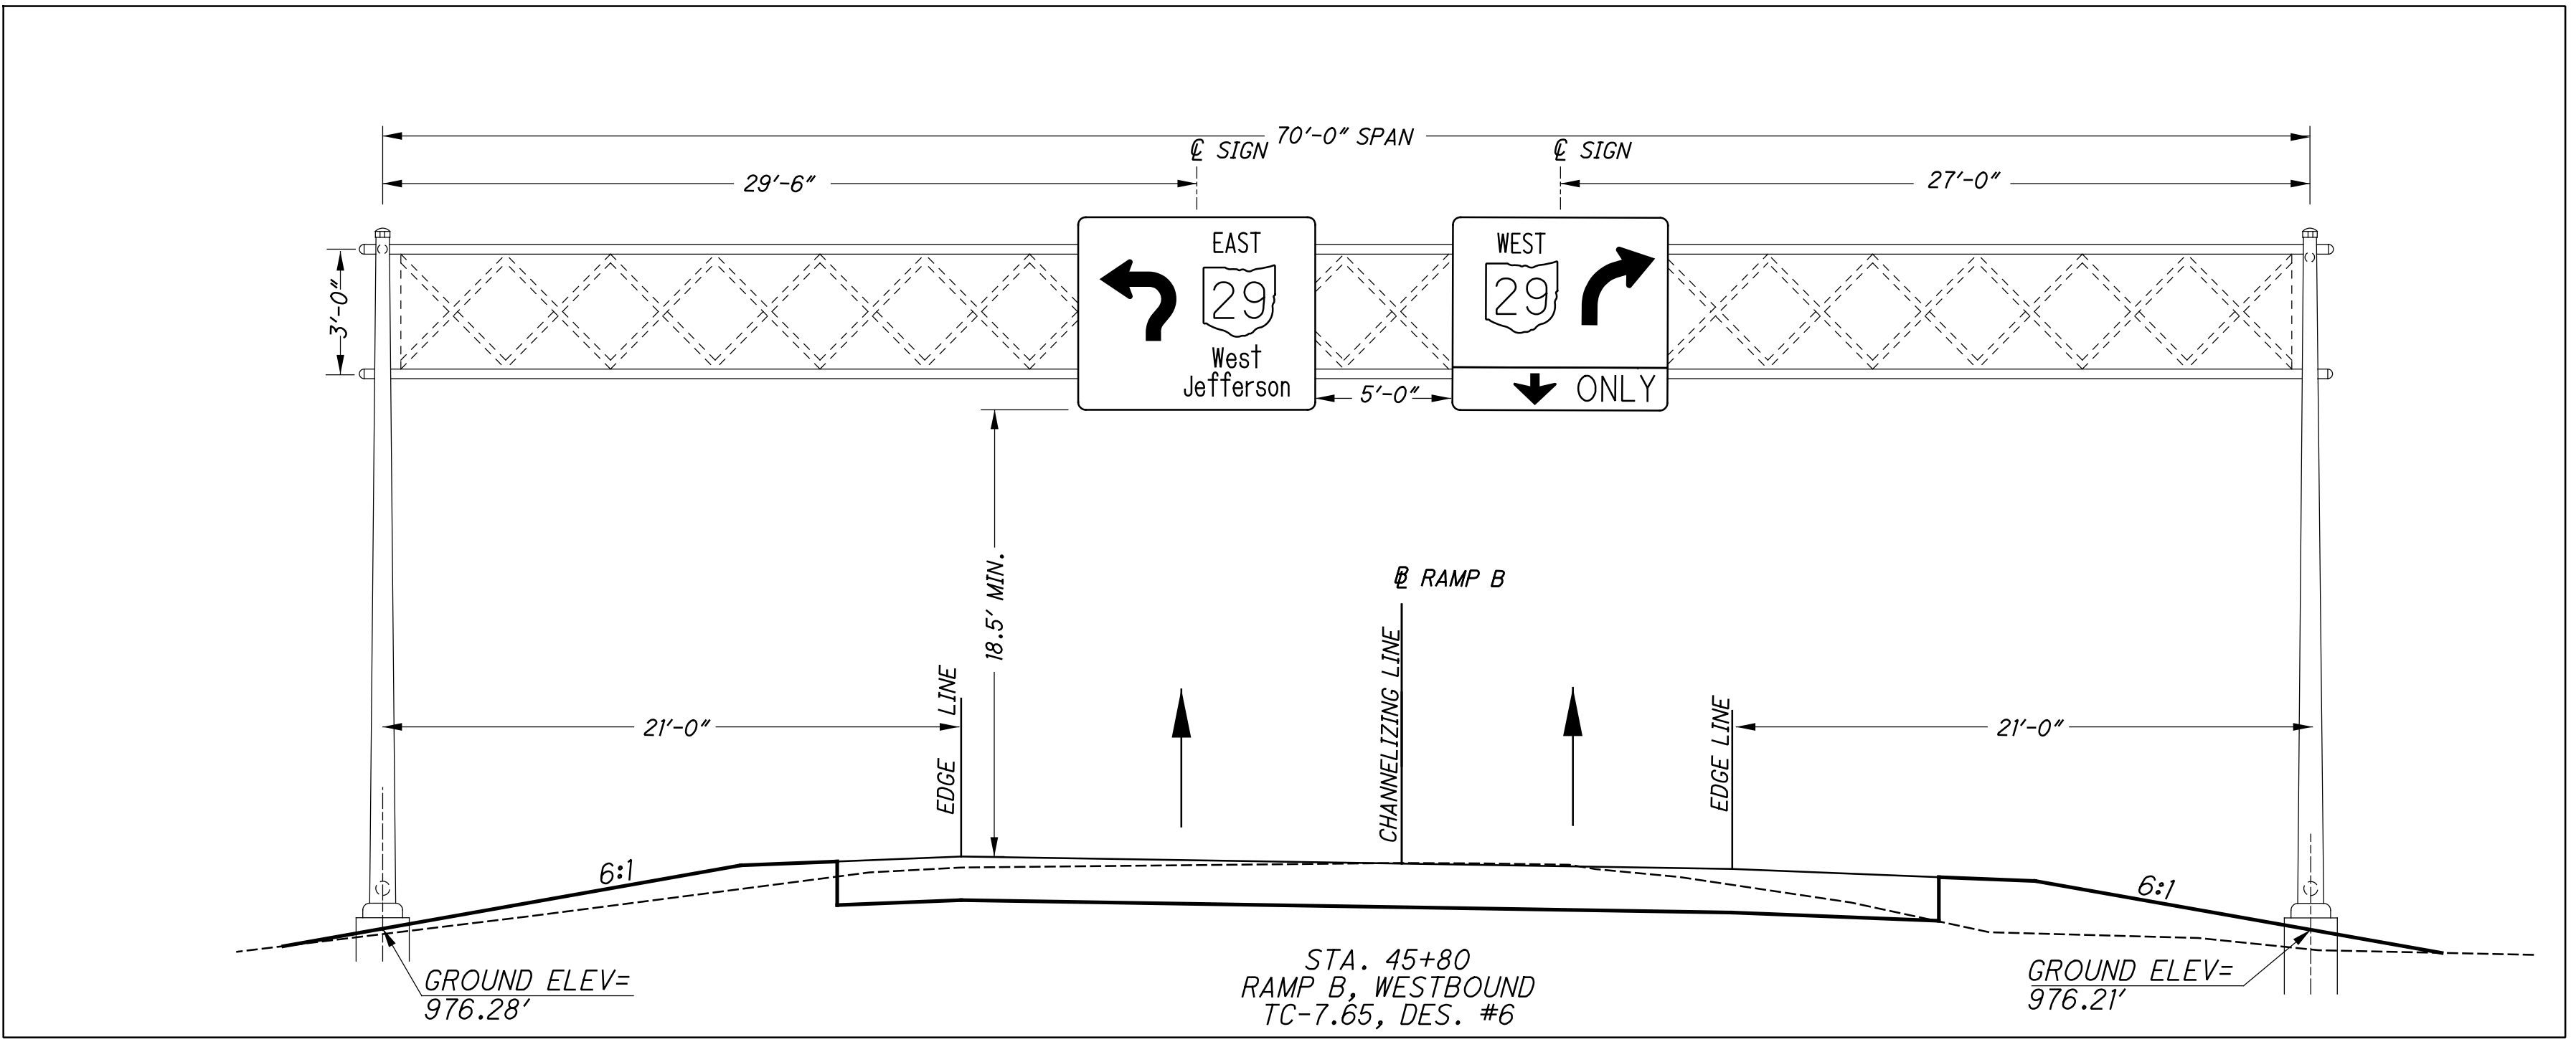 70'-0" SPAN
℄ SIGN
℄ SIGN
29'-6"
27'-0"
3'-0"
EAST
29
West
Jefferson
WEST
29
ONLY
5'-0"
18.5' MIN.
℄ RAMP B
EDGE LINE
CHANNELIZING LINE
EDGE LINE
21'-0"
21'-0"
6:1
6:1
GROUND ELEV=
976.28'
STA. 45+80
RAMP B, WESTBOUND
TC-7.65, DES. #6
GROUND ELEV=
976.21'